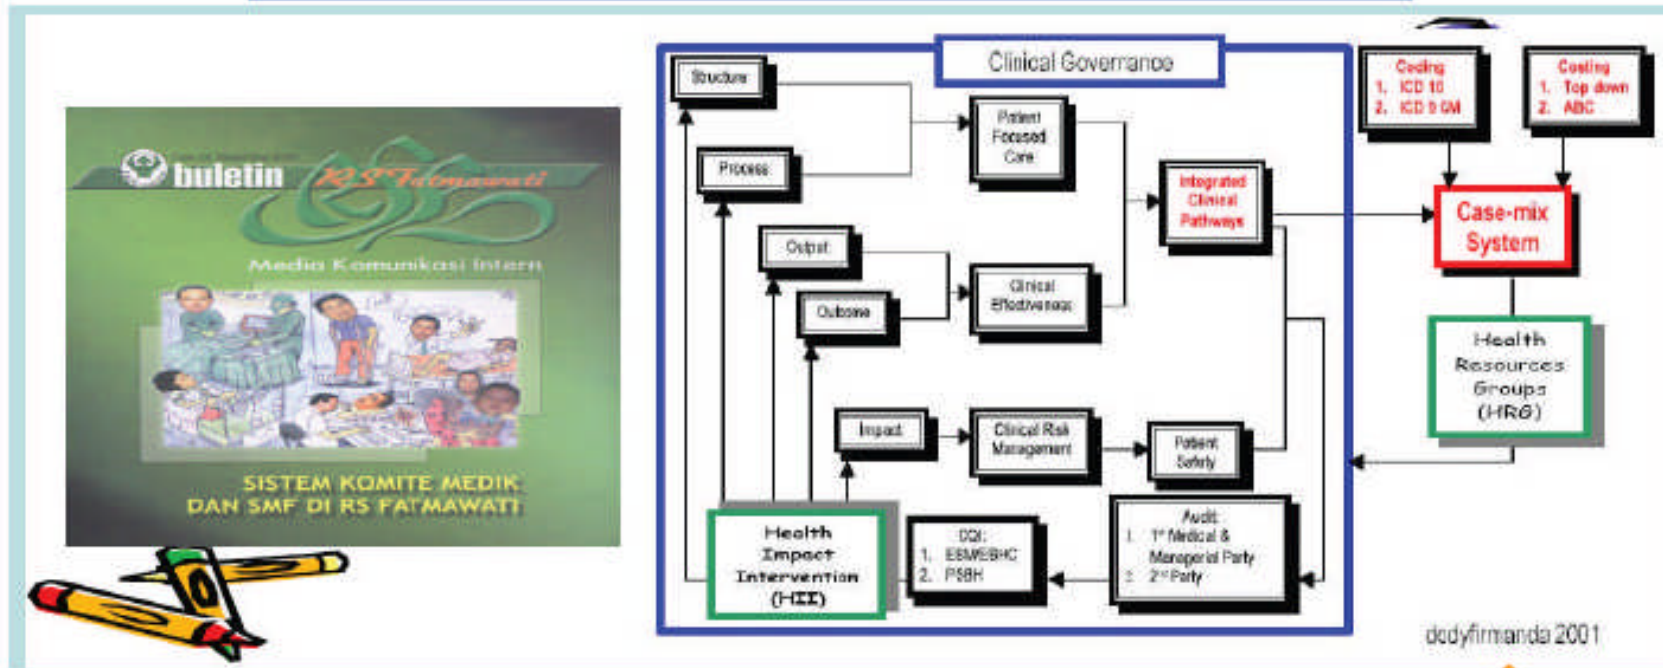 buletin RS Fatmawati
Media Komunikasi Intern
SISTEM KOMITE MEDIK
DAN SMF DI RS FATMAWATI
Clinical Governance
Structure
Process
Output
Outcome
Impact
Patient
Focused
Care
Clinical
Effectiveness
Clinical Risk
Management
Patient
Safety
Integrated
Clinical
Pathways
Health
Impact
Intervention
(HII)
CQI:
1. EBM/EBHC
2. PSBH
Audit:
1. 1st Medical &
Managerial Party
2. 2nd Party
Coding
1. ICD 10
2. ICD 9 CM
Costing
1. Top down
2. ABC
Case-mix
System
Health
Resources
Groups
(HRG)
dodyfirmanda 2001